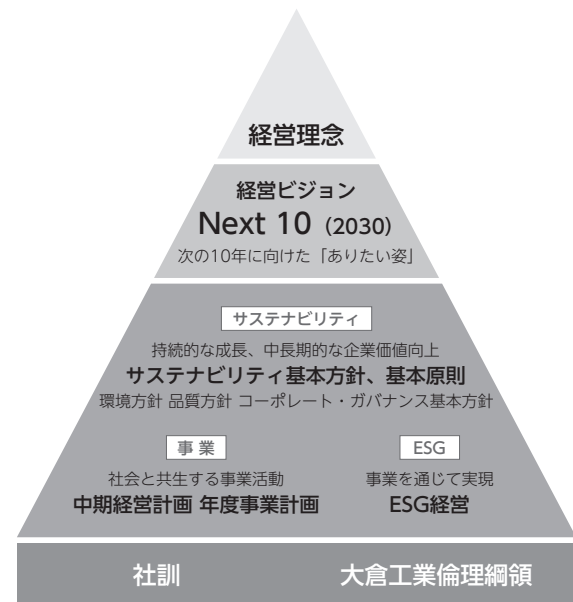 経営理念
経営ビジョン
Next 10 (2030)
次の10年に向けた「ありたい姿」
サステナビリティ
持続的な成長、中長期的な企業価値向上
サステナビリティ基本方針、基本原則
環境方針 品質方針 コーポレート・ガバナンス基本方針
事 業
社会と共生する事業活動
中期経営計画 年度事業計画
ESG
事業を通じて実現
ESG経営
社訓
大倉工業倫理綱領